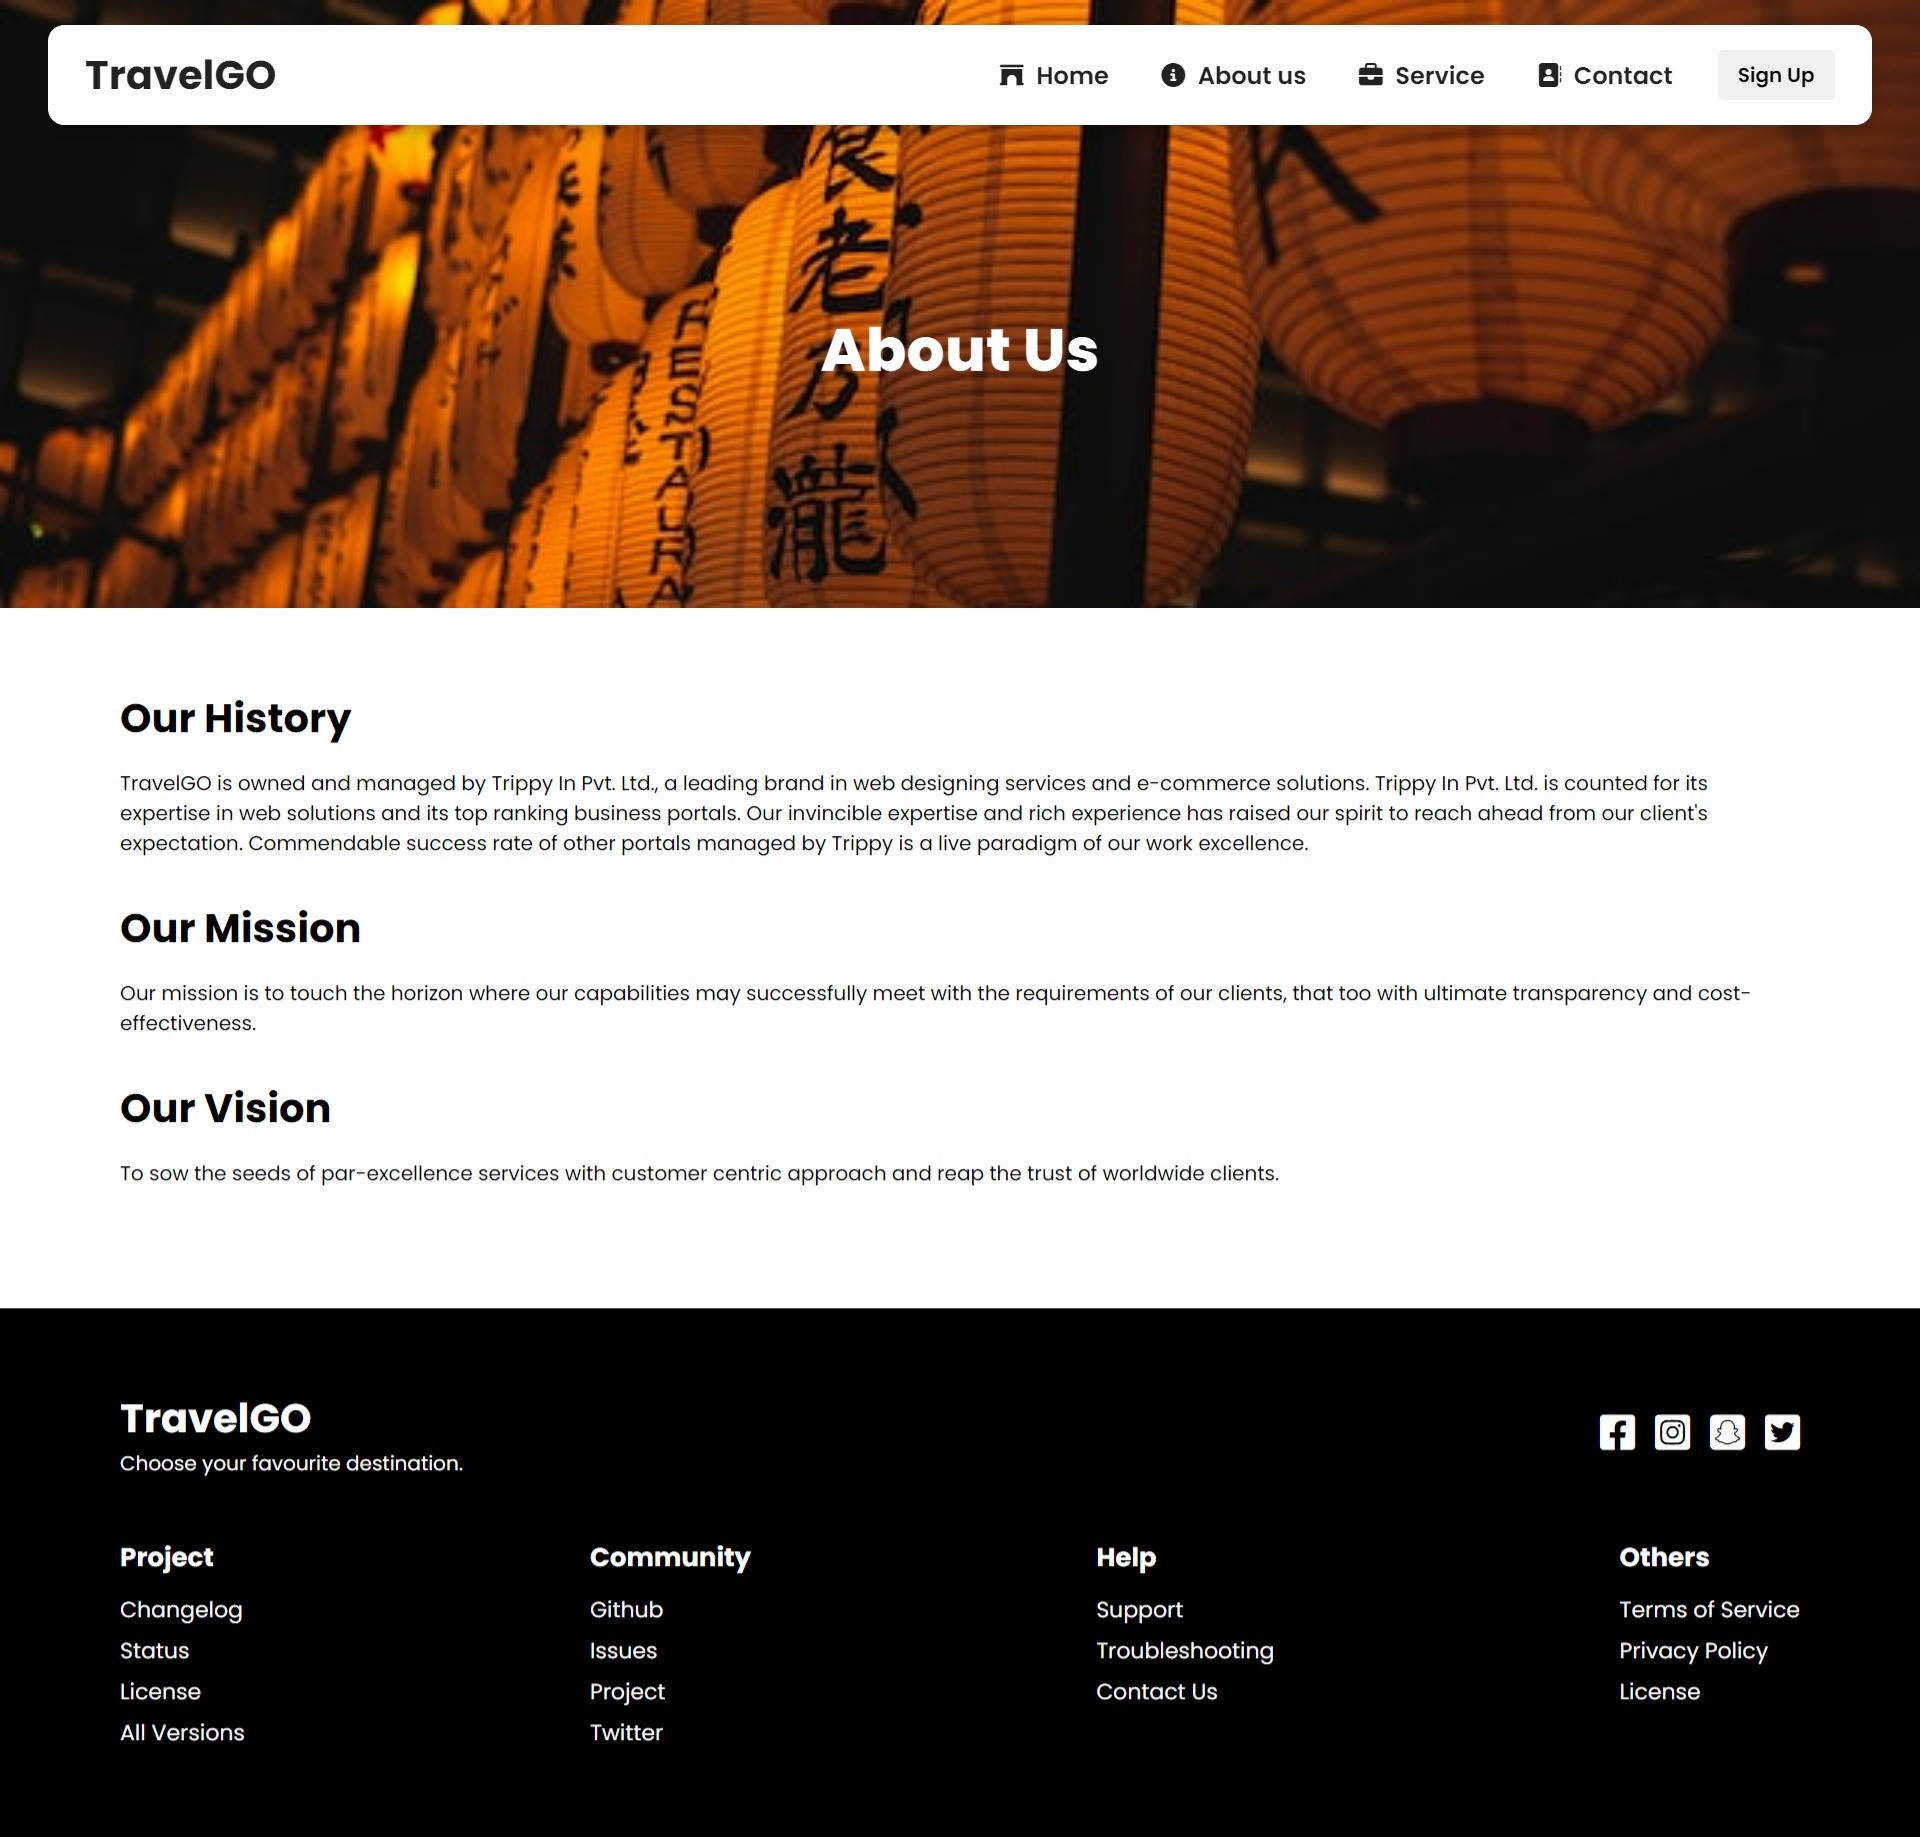 TravelGO
Home
About us
Service
Contact
Sign Up
食老
瀧
RESTAURA
About Us
Our History
TravelGO is owned and managed by Trippy In Pvt. Ltd., a leading brand in web designing services and e-commerce solutions. Trippy In Pvt. Ltd. is counted for its
expertise in web solutions and its top ranking business portals. Our invincible expertise and rich experience has raised our spirit to reach ahead from our client's
expectation. Commendable success rate of other portals managed by Trippy is a live paradigm of our work excellence.
Our Mission
Our mission is to touch the horizon where our capabilities may successfully meet with the requirements of our clients, that too with ultimate transparency and cost-
effectiveness.
Our Vision
To sow the seeds of par-excellence services with customer centric approach and reap the trust of worldwide clients.
TravelGO
Choose your favourite destination.
Project
Changelog
Status
License
All Versions
Community
Github
Issues
Project
Twitter
Help
Support
Troubleshooting
Contact Us
Others
Terms of Service
Privacy Policy
License